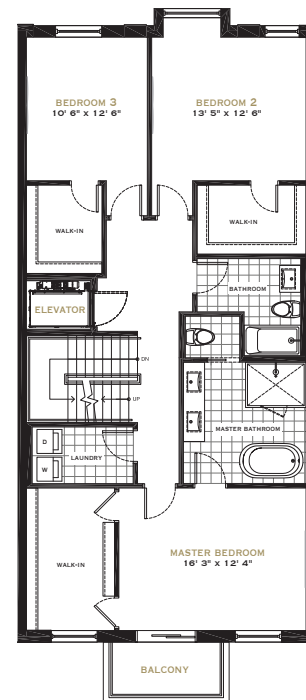 BEDROOM 3
10' 6" x 12' 6"
BEDROOM 2
13' 5" x 12' 6"
WALK-IN
WALK-IN
BATHROOM
ELEVATOR
DN
UP
MASTER BATHROOM
D
LAUNDRY
W
WALK-IN
MASTER BEDROOM
16' 3" x 12' 4"
BALCONY